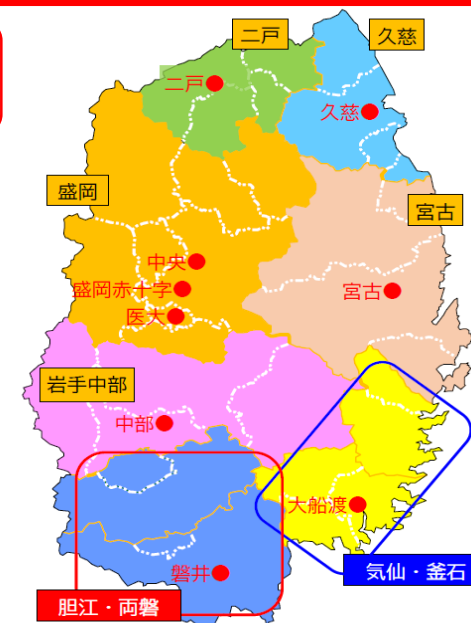 二戸
久慈
二戸
久慈
盛岡
宮古
中央
盛岡赤十字
宮古
医大
岩手中部
中部
大船渡
気仙・釜石
磐井
胆江・両磐